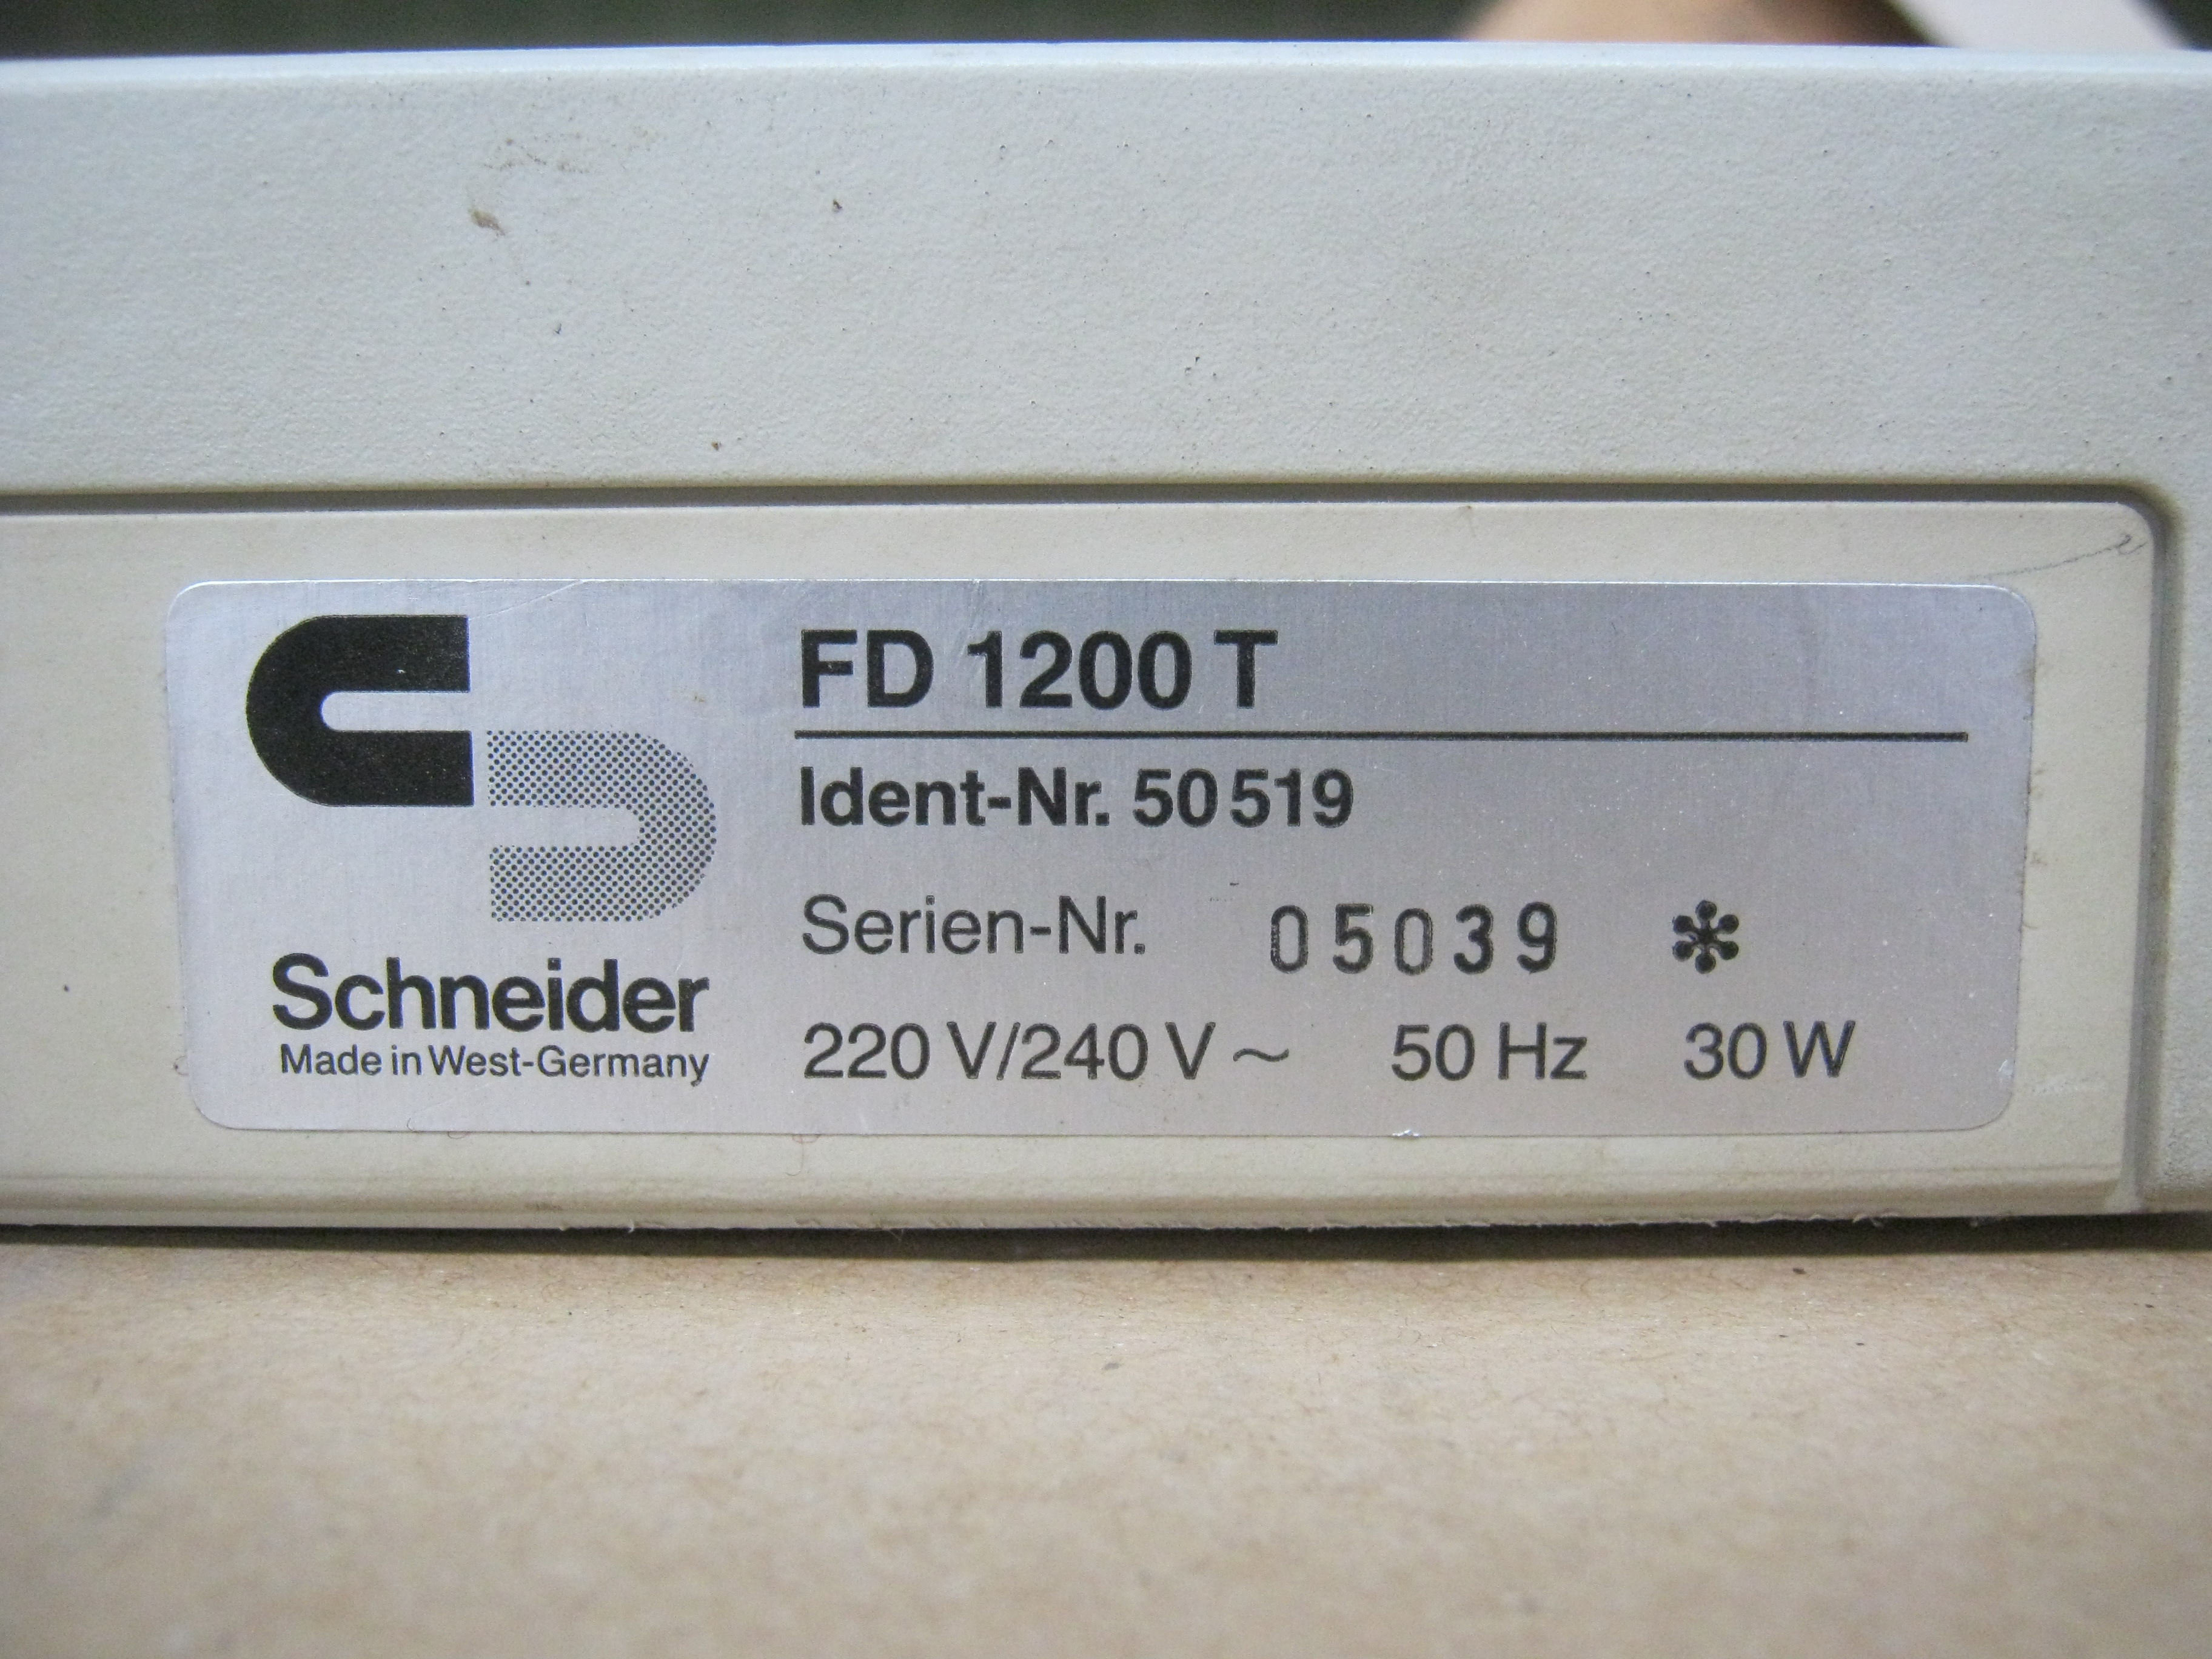 FD 1200 T
Ident-Nr. 50519
Serien-Nr. 05039 *
220 V/240 V ~ 50 Hz 30 W
Schneider
Made in West-Germany